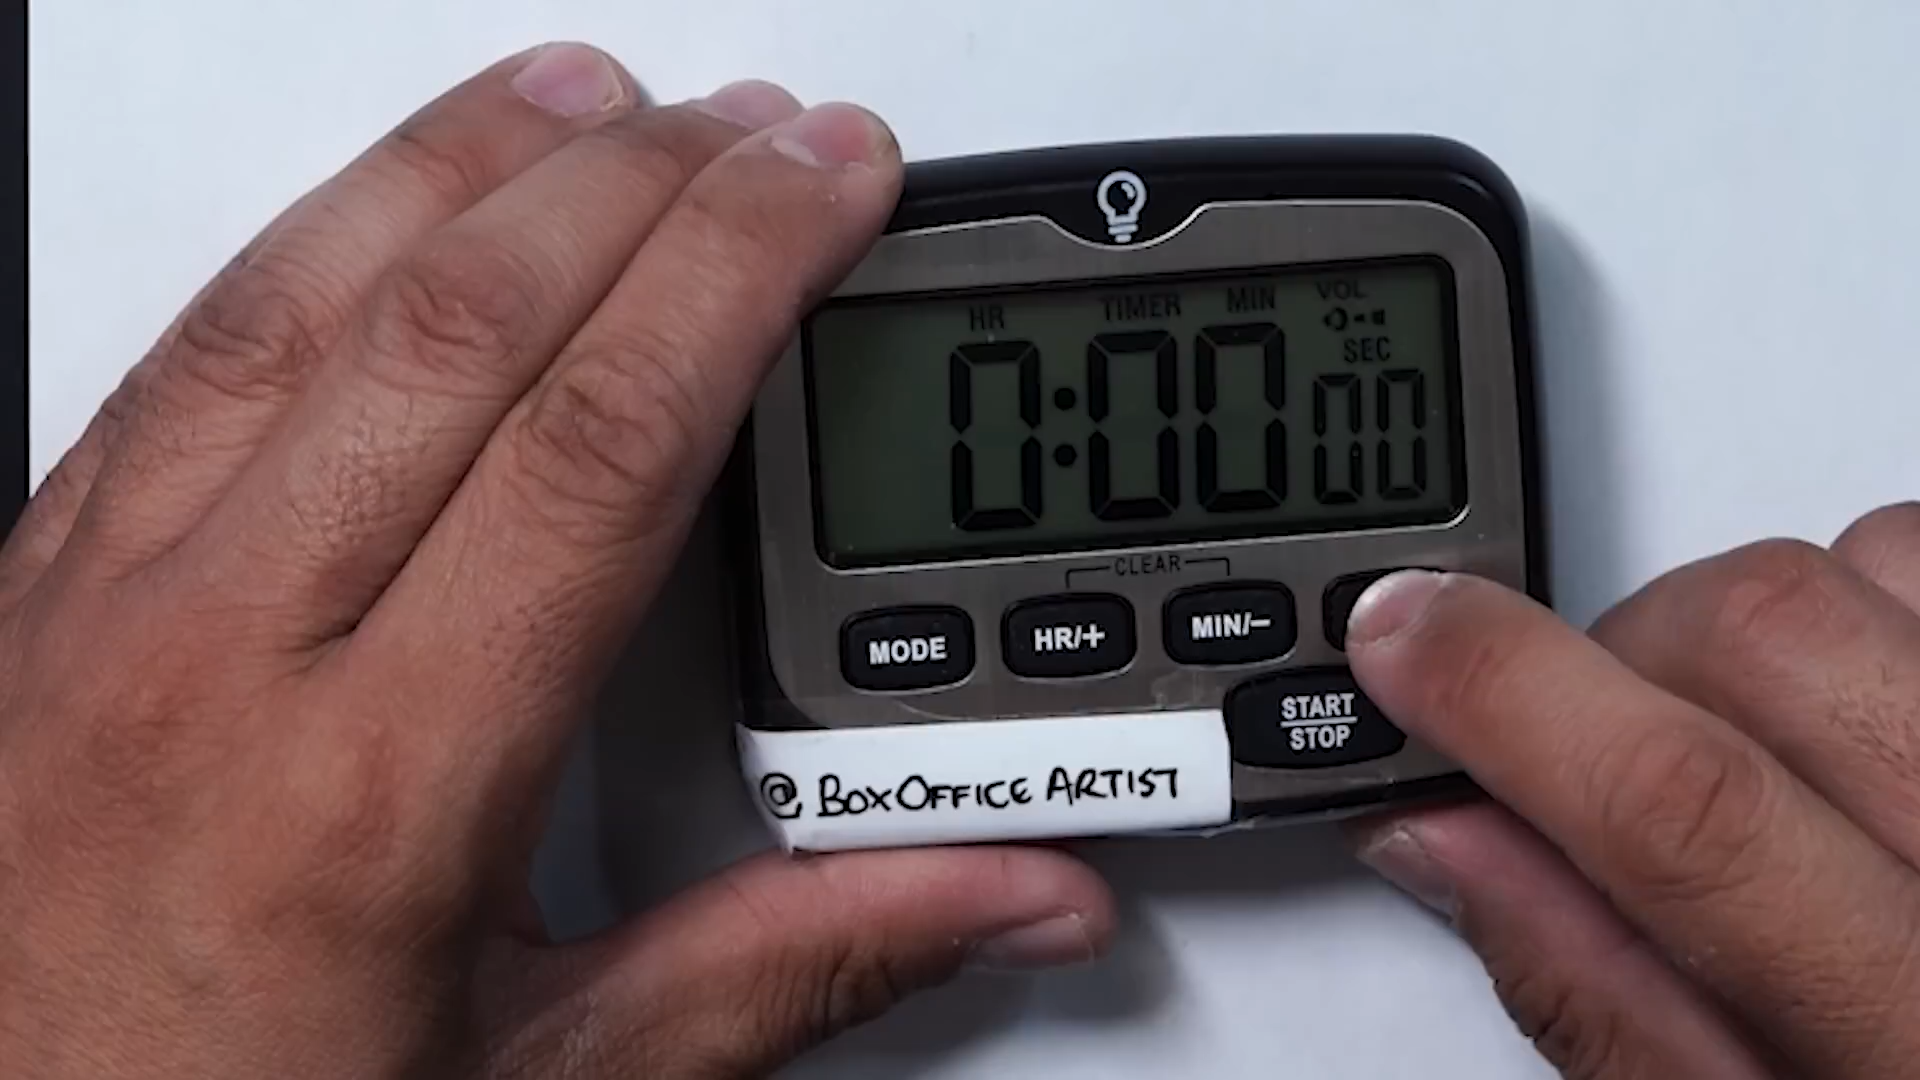 HR TIMER MIN VOL
SEC
0:00 00
CLEAR
MODE HR/+ MIN/−
START
STOP
@BoxOffice Artist